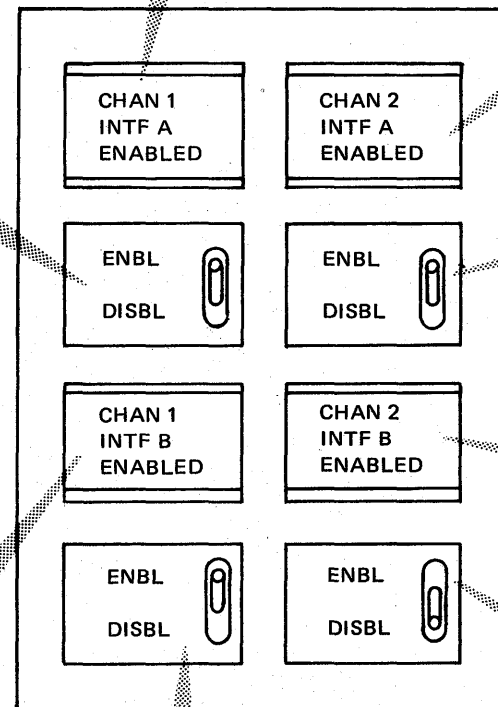 CHAN 1
INTF A
ENABLED
CHAN 2
INTF A
ENABLED
ENBL
DISBL
ENBL
DISBL
CHAN 1
INTF B
ENABLED
CHAN 2
INTF B
ENABLED
ENBL
DISBL
ENBL
DISBL